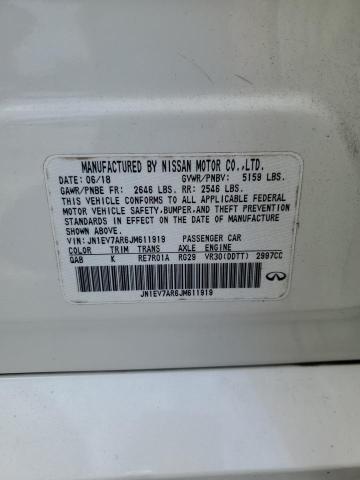 MANUFACTURED BY NISSAN MOTOR CO.,LTD.
DATE: 06/18 GVWR/PNBV: 5159 LBS.
GAWR/PNBE FR: 2646 LBS. RR: 2546 LBS.
THIS VEHICLE CONFORMS TO ALL APPLICABLE FEDERAL
MOTOR VEHICLE SAFETY,BUMPER,AND THEFT PREVENTION
STANDARDS IN EFFECT ON THE DATE OF MANUFACTURE
SHOWN ABOVE.
VIN: JN1EV7AR6JM611919 PASSENGER CAR
COLOR TRIM TRANS AXLE ENGINE
QAB K RE7R01A RG29 VR30(DDTT) 2997CC
JN1EV7AR6JM611919